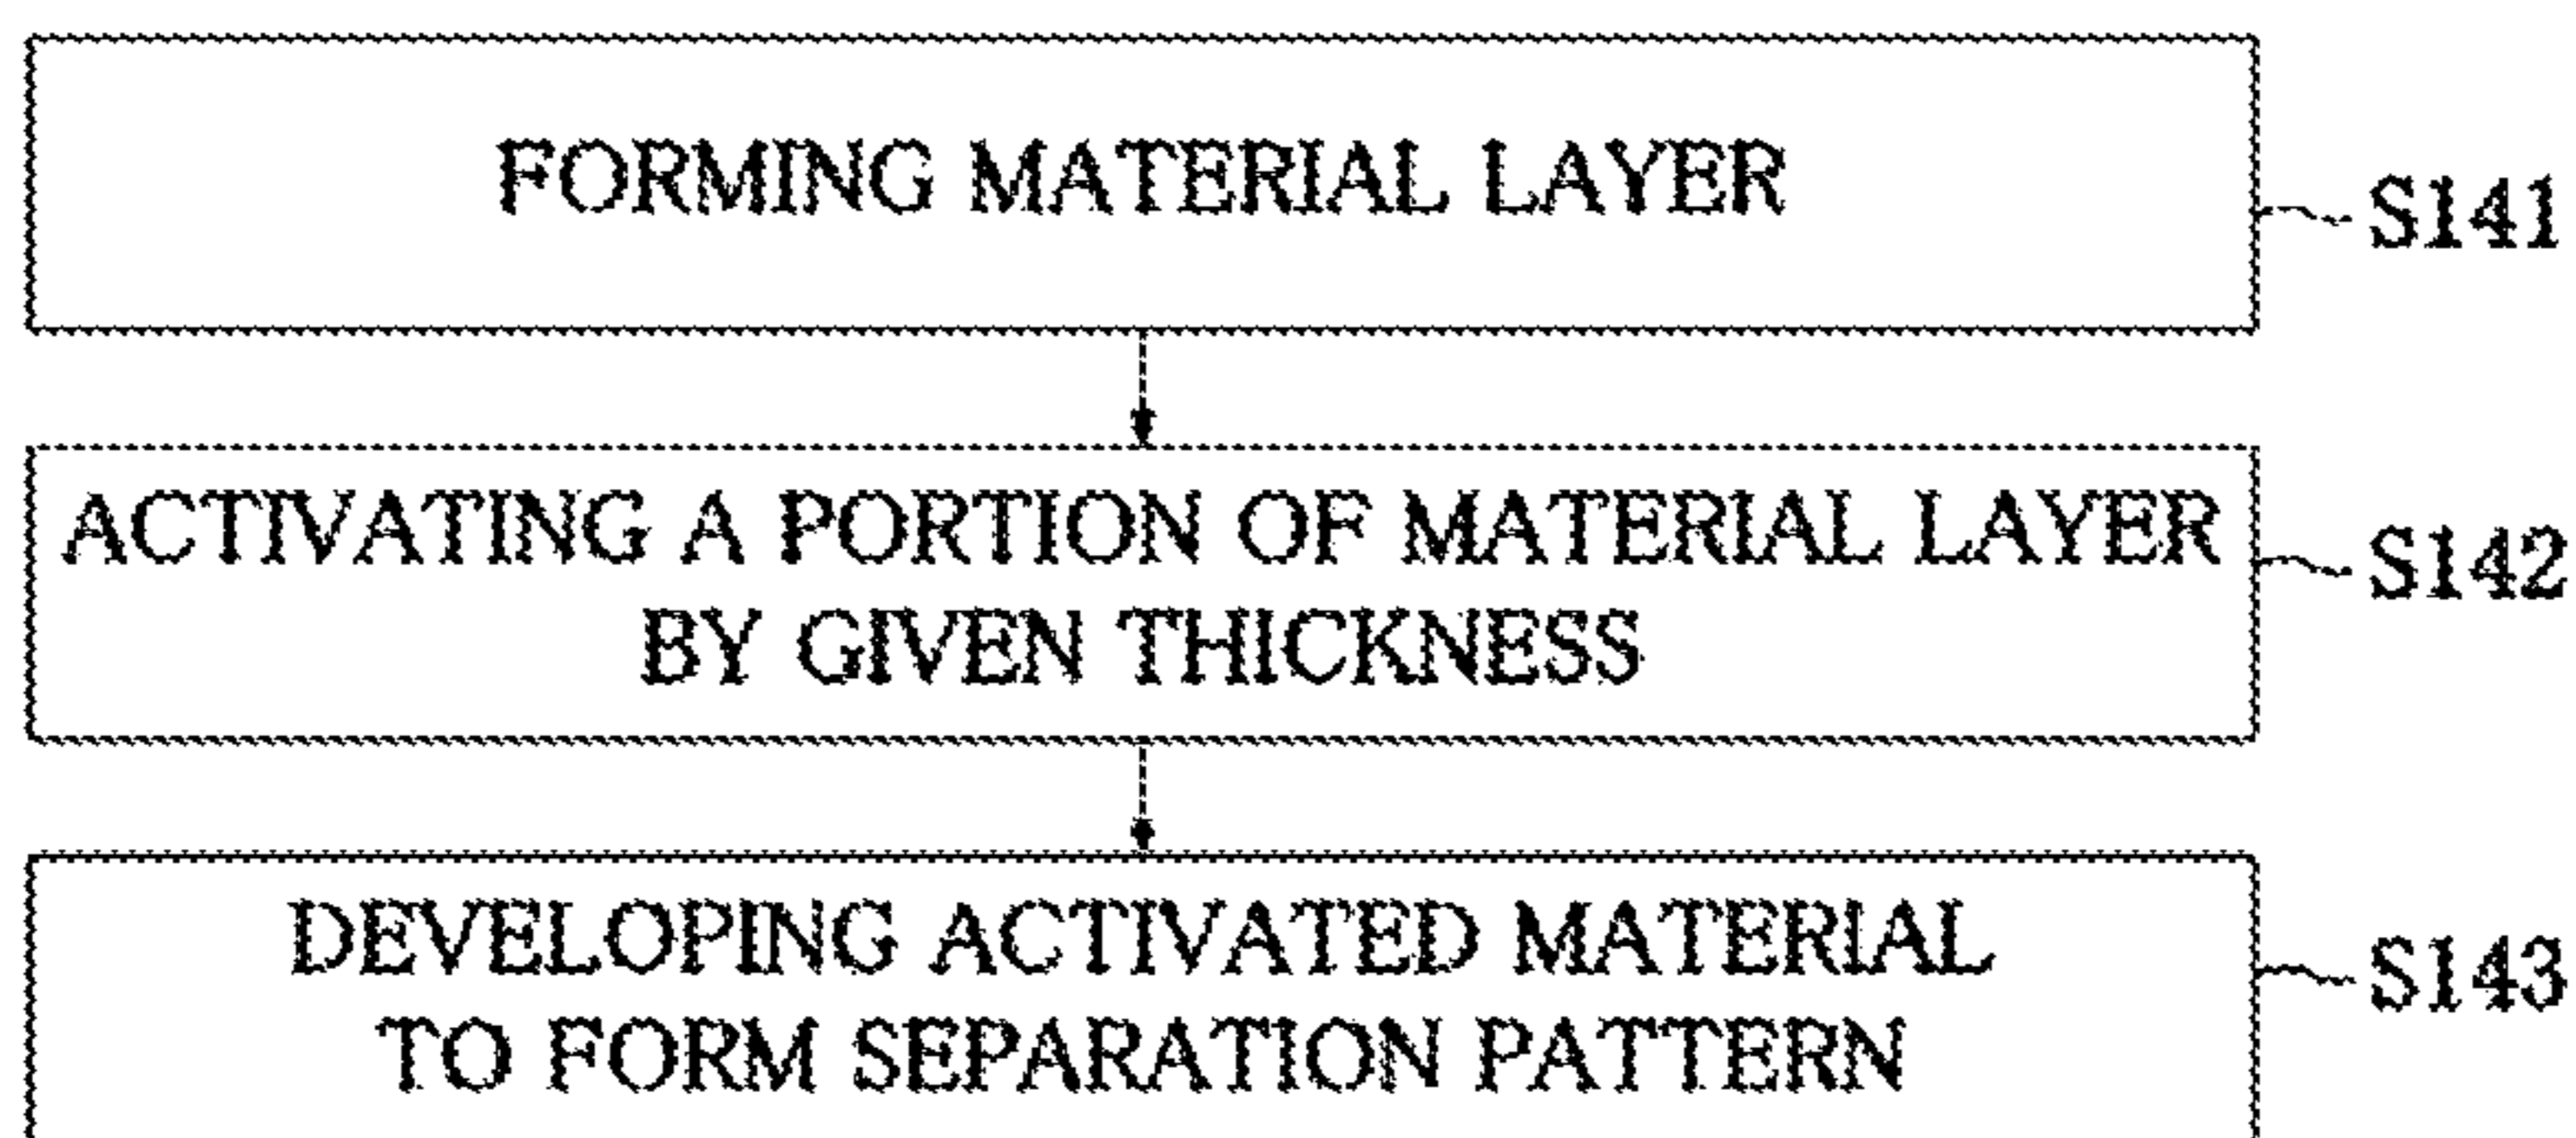 FORMING MATERIAL LAYER
S141
ACTIVATING A PORTION OF MATERIAL LAYER
BY GIVEN THICKNESS
S142
DEVELOPING ACTIVATED MATERIAL
TO FORM SEPARATION PATTERN
S143